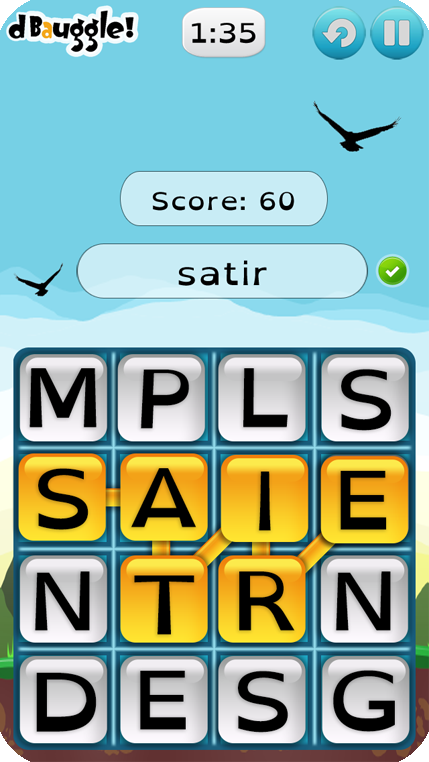 dBauggle!
1:35
Score: 60
satir
M P L S
S A I E
N T R N
D E S G